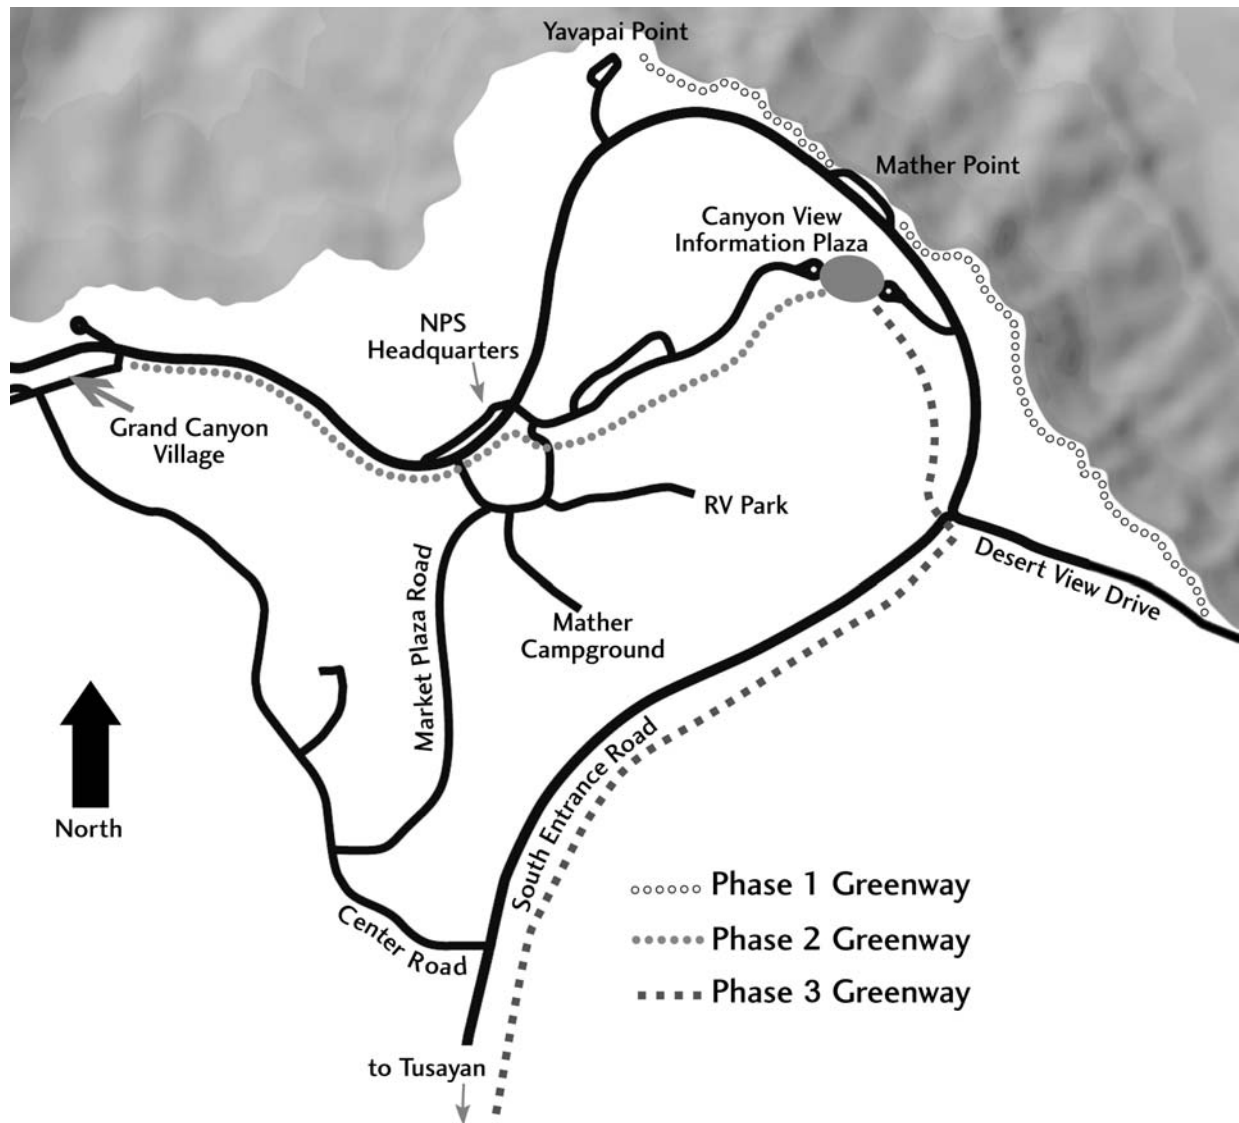 Yavapai Point
Mather Point
Canyon View
Information Plaza
NPS
Headquarters
Grand Canyon
Village
RV Park
Desert View Drive
Market Plaza Road
Mather
Campground
South Entrance Road
North
Center Road
Phase 1 Greenway
Phase 2 Greenway
Phase 3 Greenway
to Tusayan